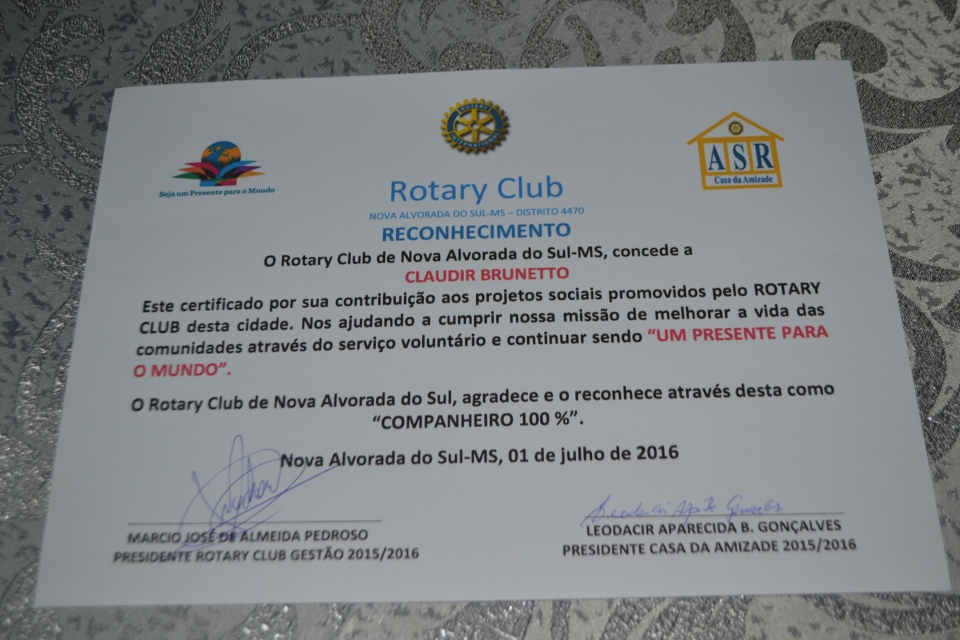 ROTARY
INTERNATIONAL
Seja um Presente para o Mundo
ASR
Casa da Amizade
Rotary Club
NOVA ALVORADA DO SUL-MS – DISTRITO 4470
RECONHECIMENTO
O Rotary Club de Nova Alvorada do Sul-MS, concede a
CLAUDIR BRUNETTO
Este certificado por sua contribuição aos projetos sociais promovidos pelo ROTARY
CLUB desta cidade. Nos ajudando a cumprir nossa missão de melhorar a vida das
comunidades através do serviço voluntário e continuar sendo “UM PRESENTE PARA
O MUNDO”.
O Rotary Club de Nova Alvorada do Sul, agradece e o reconhece através desta como
“COMPANHEIRO 100 %”.
Nova Alvorada do Sul-MS, 01 de julho de 2016
MARCIO JOSÉ DE ALMEIDA PEDROSO
PRESIDENTE ROTARY CLUB GESTÃO 2015/2016
LEODACIR APARECIDA B. GONÇALVES
PRESIDENTE CASA DA AMIZADE 2015/2016